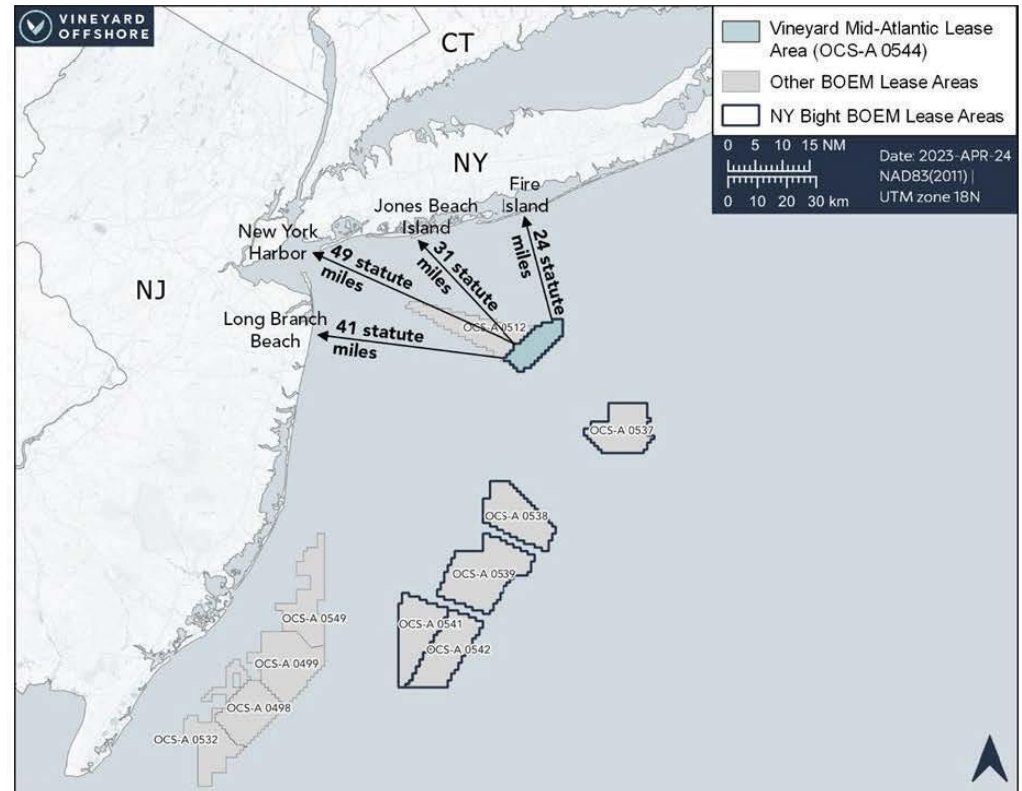 VINEYARD
OFFSHORE
CT
Vineyard Mid-Atlantic Lease
Area (OCS-A 0544)
Other BOEM Lease Areas
NY Bight BOEM Lease Areas
0 5 10 15 NM
0 10 20 30 km
Date: 2023-APR-24
NAD83(2011) |
UTM zone 18N
NY
Fire
Island
Jones Beach
Island
New York
Harbor
24 statute
miles
31 statute
miles
49 statute
miles
NJ
Long Branch
Beach
41 statute
miles
OCS-A 0512
OCS-A 0537
OCS-A 0538
OCS-A 0539
OCS-A 0541
OCS-A 0542
OCS-A 0549
OCS-A 0499
OCS-A 0498
OCS-A 0532